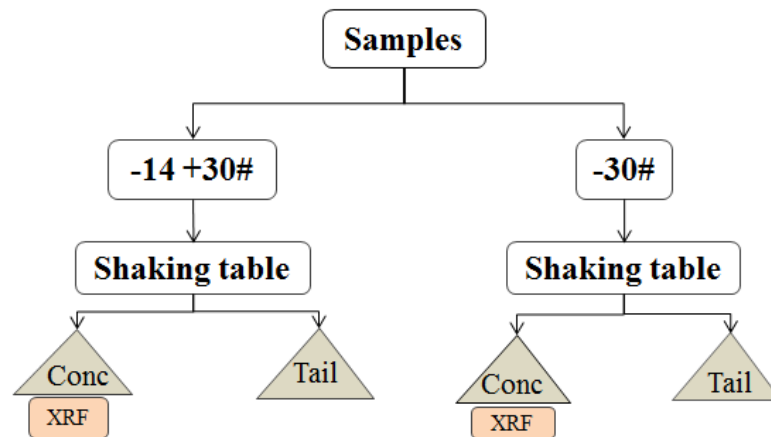 Samples
-14 +30#
-30#
Shaking table
Shaking table
Conc
Tail
Conc
Tail
XRF
XRF